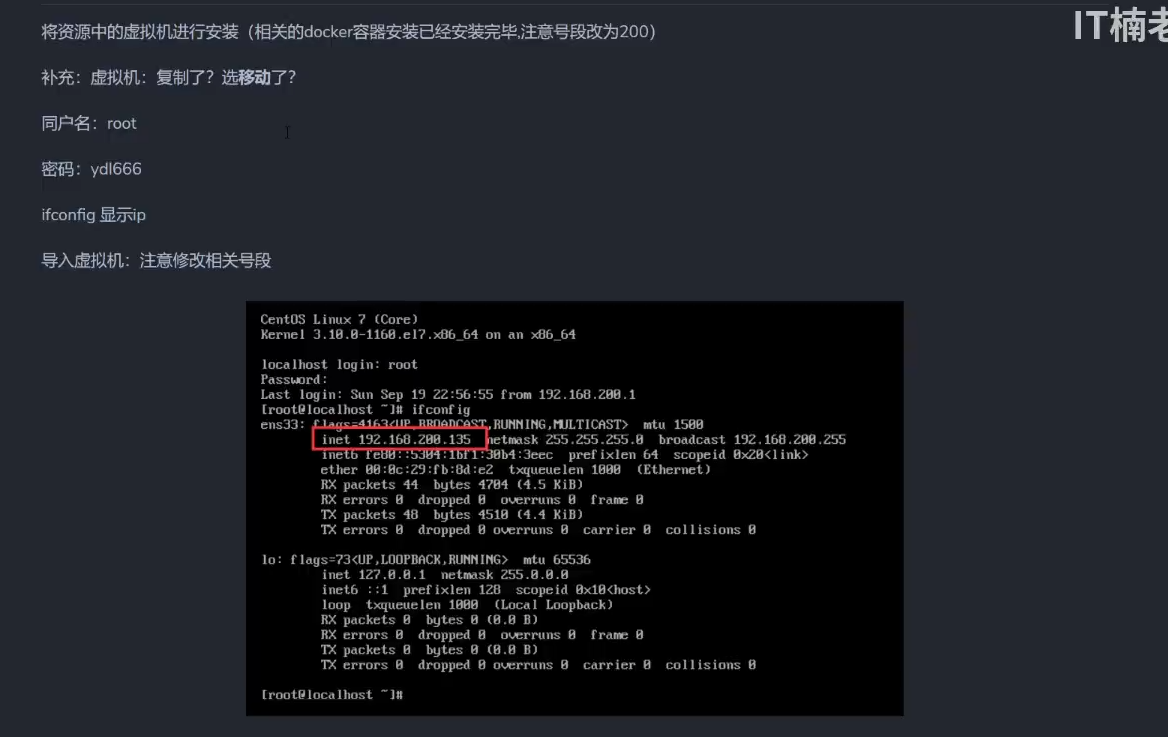 IT楠老
将资源中的虚拟机进行安装（相关的docker容器安装已经安装完毕,注意号段改为200）
补充：虚拟机：复制了？选移动了？
同户名：root
密码：ydl666
ifconfig 显示ip
导入虚拟机：注意修改相关号段
CentOS Linux 7 (Core)
Kernel 3.10.0-1160.el7.x86_64 on an x86_64
localhost login: root
Password:
Last login: Sun Sep 19 22:56:55 from 192.168.200.1
[root@localhost ~]# ifconfig
ens33: flags=4163<UP,BROADCAST,RUNNING,MULTICAST>  mtu 1500
inet 192.168.200.135  netmask 255.255.255.0  broadcast 192.168.200.255
inet6 fe80::5304:1bf1:30b4:3eec  prefixlen 64  scopeid 0x20<link>
ether 00:0c:29:fb:8d:e2  txqueuelen 1000  (Ethernet)
RX packets 44  bytes 4704 (4.5 KiB)
RX errors 0  dropped 0  overruns 0  frame 0
TX packets 48  bytes 4510 (4.4 KiB)
TX errors 0  dropped 0 overruns 0  carrier 0  collisions 0
lo: flags=73<UP,LOOPBACK,RUNNING>  mtu 65536
inet 127.0.0.1  netmask 255.0.0.0
inet6 ::1  prefixlen 128  scopeid 0x10<host>
loop  txqueuelen 1000  (Local Loopback)
RX packets 0  bytes 0 (0.0 B)
RX errors 0  dropped 0  overruns 0  frame 0
TX packets 0  bytes 0 (0.0 B)
TX errors 0  dropped 0 overruns 0  carrier 0  collisions 0
[root@localhost ~]#